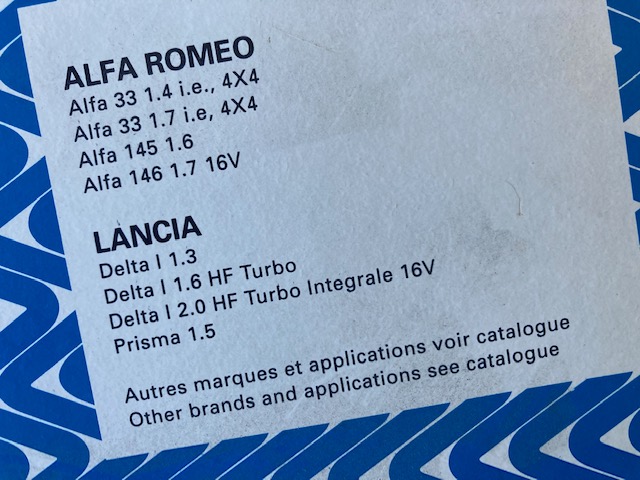 ALFA ROMEO
Alfa 33 1.4 i.e., 4X4
Alfa 33 1.7 i.e, 4X4
Alfa 145 1.6
Alfa 146 1.7 16V
LANCIA
Delta I 1.3
Delta I 1.6 HF Turbo
Delta I 2.0 HF Turbo Integrale 16V
Prisma 1.5
Autres marques et applications voir catalogue
Other brands and applications see catalogue